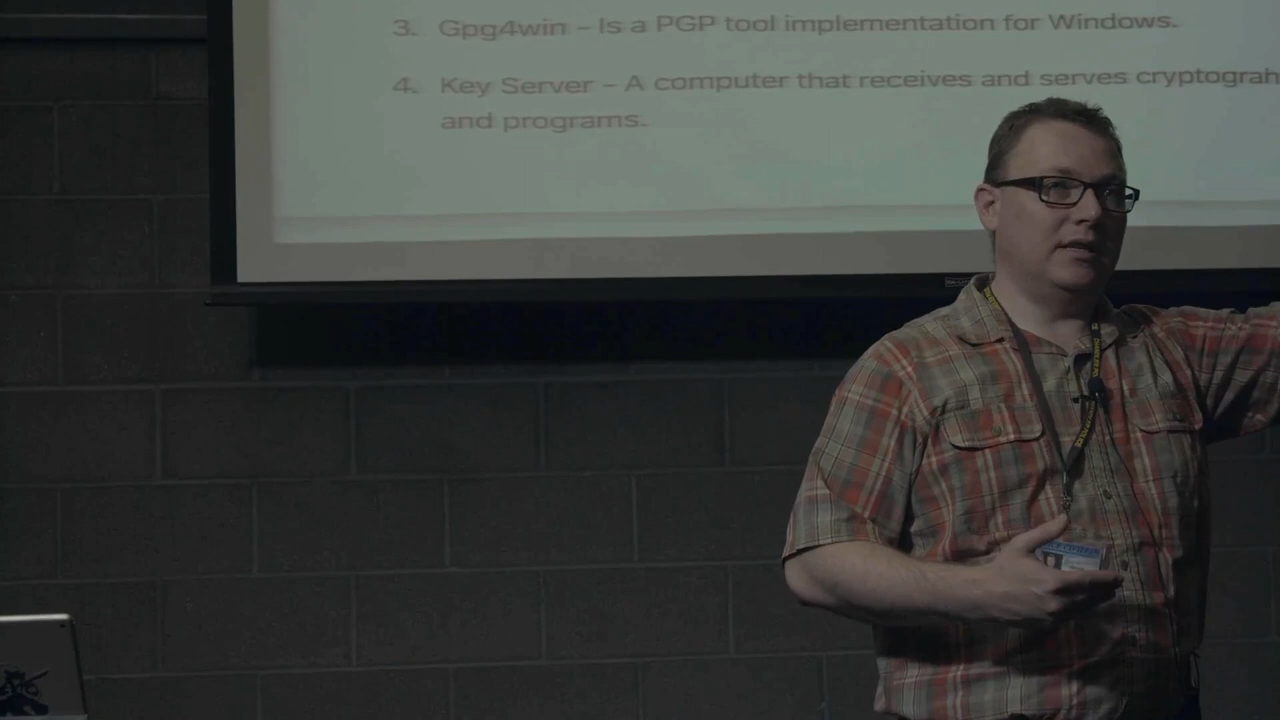 3. Gpg4win – Is a PGP tool implementation for Windows.
4. Key Server – A computer that receives and serves cryptograh
and programs.